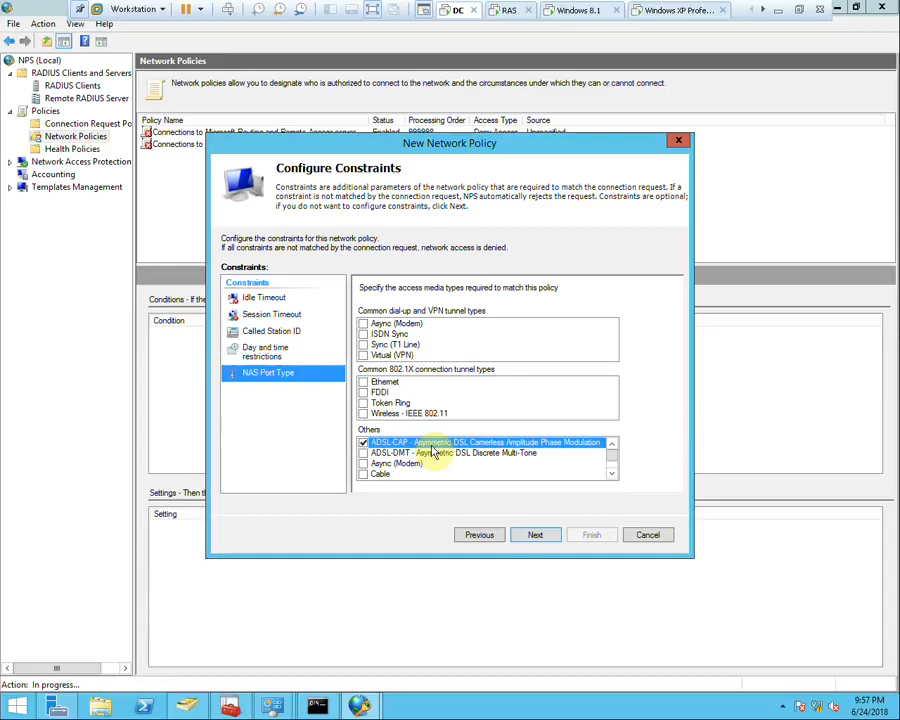 Workstation
DC
RAS
Windows 8.1
Windows XP Profe...
File Action View Help
NPS (Local)
RADIUS Clients and Servers
RADIUS Clients
Remote RADIUS Server
Policies
Connection Request Po
Network Policies
Health Policies
Network Access Protection
Accounting
Templates Management
Network Policies
Network policies allow you to designate who is authorized to connect to the network and the circumstances under which they can or cannot connect.
Policy Name Status Processing Order Access Type Source
Connections to Microsoft Routing and Remote Access server Enabled 999998 Deny Access Unspecified
Connections to
Conditions - If the
Condition
Settings - Then th
Setting
New Network Policy
Configure Constraints
Constraints are additional parameters of the network policy that are required to match the connection request. If a
constraint is not matched by the connection request, NPS automatically rejects the request. Constraints are optional;
if you do not want to configure constraints, click Next.
Configure the constraints for this network policy.
If all constraints are not matched by the connection request, network access is denied.
Constraints:
Constraints
Idle Timeout
Session Timeout
Called Station ID
Day and time
restrictions
NAS Port Type
Specify the access media types required to match this policy
Common dial-up and VPN tunnel types
Async (Modem)
ISDN Sync
Sync (T1 Line)
Virtual (VPN)
Common 802.1X connection tunnel types
Ethernet
FDDI
Token Ring
Wireless - IEEE 802.11
Others
ADSL-CAP - Asymmetric DSL Carrierless Amplitude Phase Modulation
ADSL-DMT - Asymmetric DSL Discrete Multi-Tone
Async (Modem)
Cable
Previous Next Finish Cancel
Action: In progress...
9:57 PM
6/24/2018